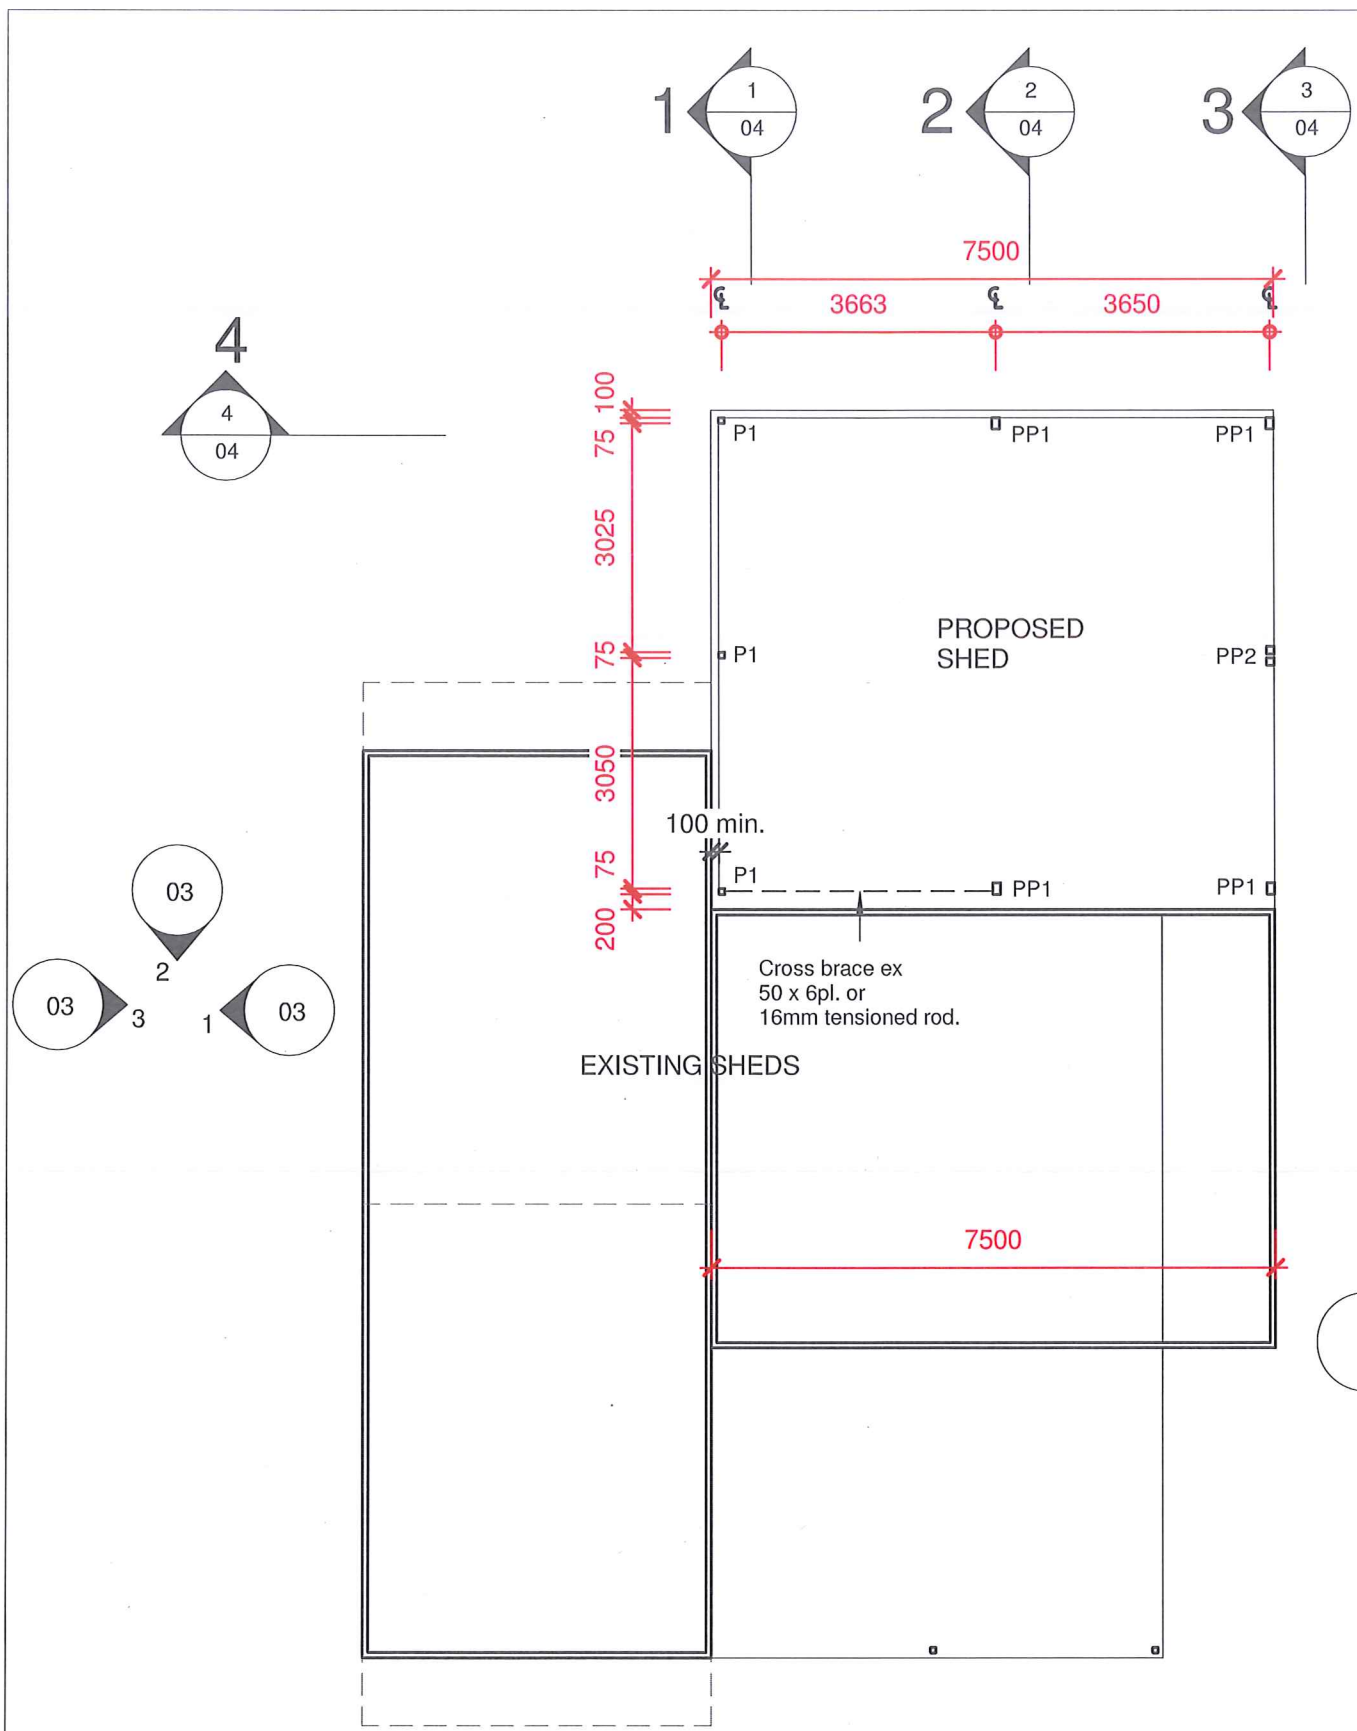 1
1
04
2
2
04
3
3
04
7500
℄
℄
℄
3663
3650
4
4
04
100
75
3025
75
3050
75
200
P1
PP1
PP1
PROPOSED
SHED
P1
PP2
100 min.
P1
PP1
PP1
03
2
03
3
1
03
Cross brace ex
50 x 6pl. or
16mm tensioned rod.
EXISTING SHEDS
7500